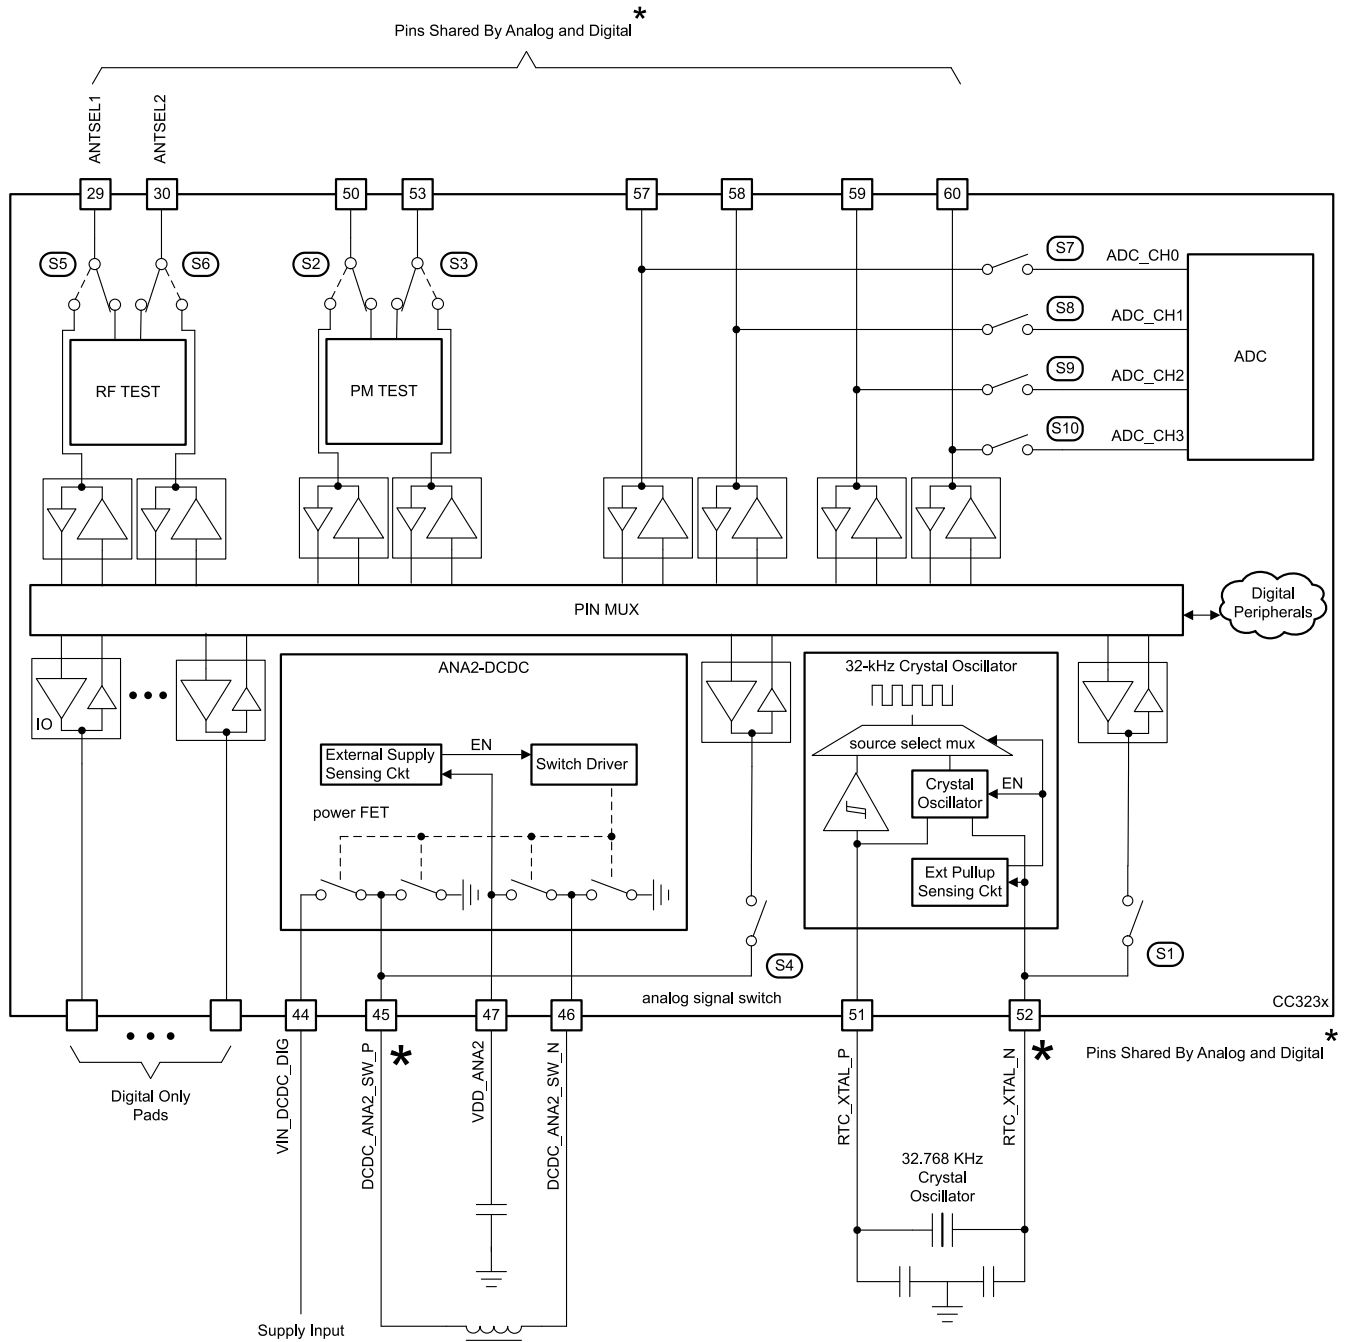 Pins Shared By Analog and Digital*
ANTSEL1
ANTSEL2
29
30
50
53
57
58
59
60
S5
S6
S2
S3
S7
ADC_CH0
S8
ADC_CH1
S9
ADC_CH2
S10
ADC_CH3
ADC
RF TEST
PM TEST
PIN MUX
Digital
Peripherals
IO
ANA2-DCDC
External Supply
Sensing Ckt
EN
Switch Driver
power FET
32-kHz Crystal Oscillator
source select mux
Crystal
Oscillator
EN
Ext Pullup
Sensing Ckt
S4
S1
analog signal switch
CC323x
44
45
47
46
51
52
Digital Only
Pads
VIN_DCDC_DIG
DCDC_ANA2_SW_P
*
VDD_ANA2
DCDC_ANA2_SW_N
RTC_XTAL_P
RTC_XTAL_N
*
Pins Shared By Analog and Digital*
32.768 KHz
Crystal
Oscillator
Supply Input